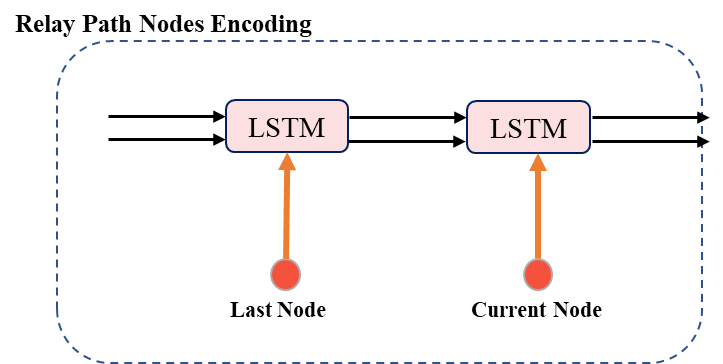 Relay Path Nodes Encoding
LSTM
LSTM
Last Node
Current Node